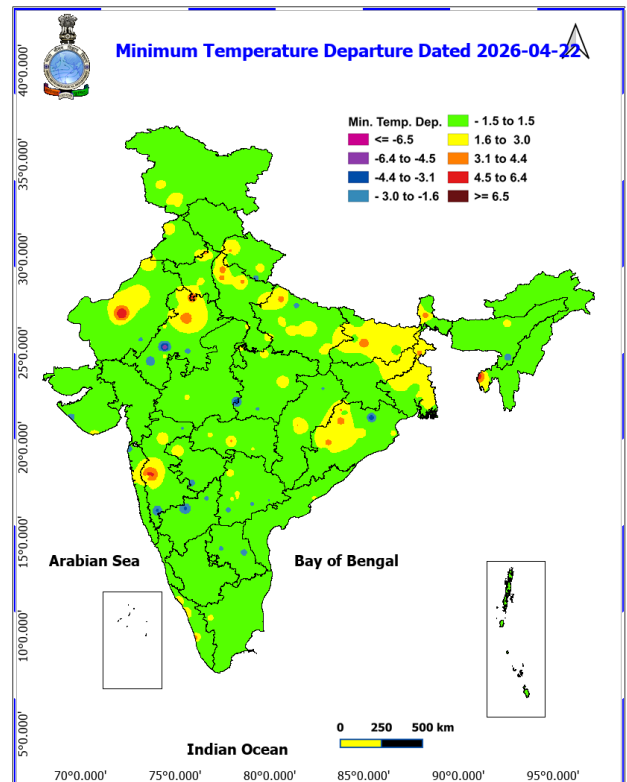 Minimum Temperature Departure Dated 2026-04-22
40°0.000'
Min. Temp. Dep.
<= -6.5
-6.4 to -4.5
-4.4 to -3.1
- 3.0 to -1.6
- 1.5 to 1.5
1.6 to 3.0
3.1 to 4.4
4.5 to 6.4
>= 6.5
35°0.000'
30°0.000'
25°0.000'
20°0.000'
15°0.000'
Arabian Sea
Bay of Bengal
10°0.000'
0 250 500 km
5°0.000'
Indian Ocean
70°0.000' 75°0.000' 80°0.000' 85°0.000' 90°0.000' 95°0.000'